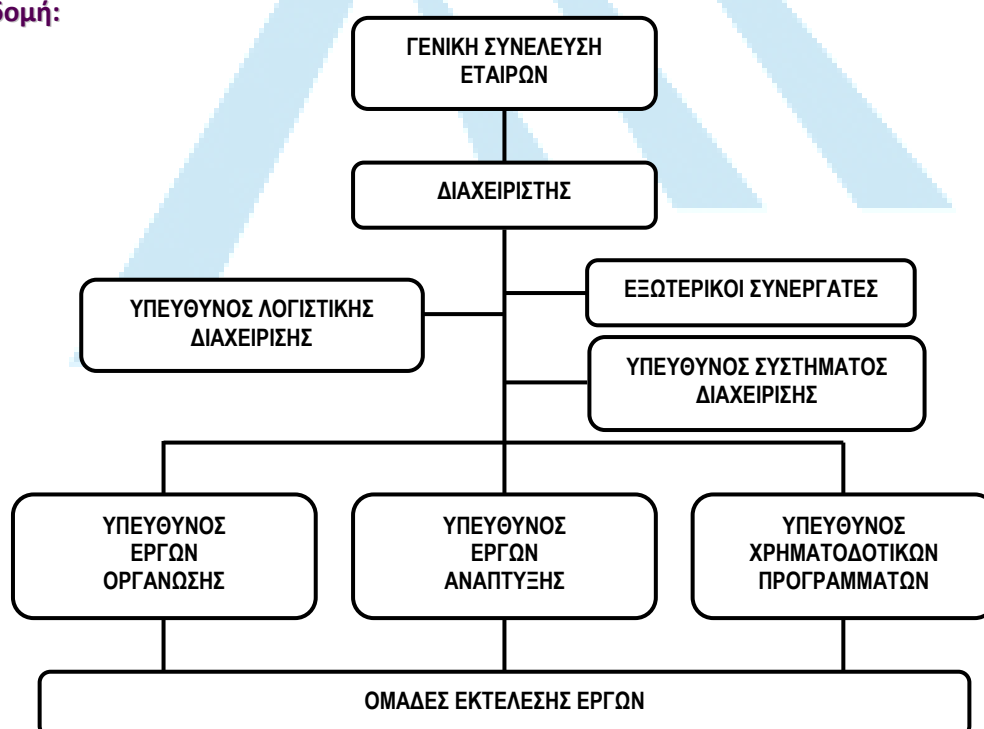 δομή:
ΓΕΝΙΚΗ ΣΥΝΕΛΕΥΣΗ
ΕΤΑΙΡΩΝ
ΔΙΑΧΕΙΡΙΣΤΗΣ
ΕΞΩΤΕΡΙΚΟΙ ΣΥΝΕΡΓΑΤΕΣ
ΥΠΕΥΘΥΝΟΣ ΛΟΓΙΣΤΙΚΗΣ
ΔΙΑΧΕΙΡΙΣΗΣ
ΥΠΕΥΘΥΝΟΣ ΣΥΣΤΗΜΑΤΟΣ
ΔΙΑΧΕΙΡΙΣΗΣ
ΥΠΕΥΘΥΝΟΣ
ΕΡΓΩΝ
ΟΡΓΑΝΩΣΗΣ
ΥΠΕΥΘΥΝΟΣ
ΕΡΓΩΝ
ΑΝΑΠΤΥΞΗΣ
ΥΠΕΥΘΥΝΟΣ
ΧΡΗΜΑΤΟΔΟΤΙΚΩΝ
ΠΡΟΓΡΑΜΜΑΤΩΝ
ΟΜΑΔΕΣ ΕΚΤΕΛΕΣΗΣ ΕΡΓΩΝ